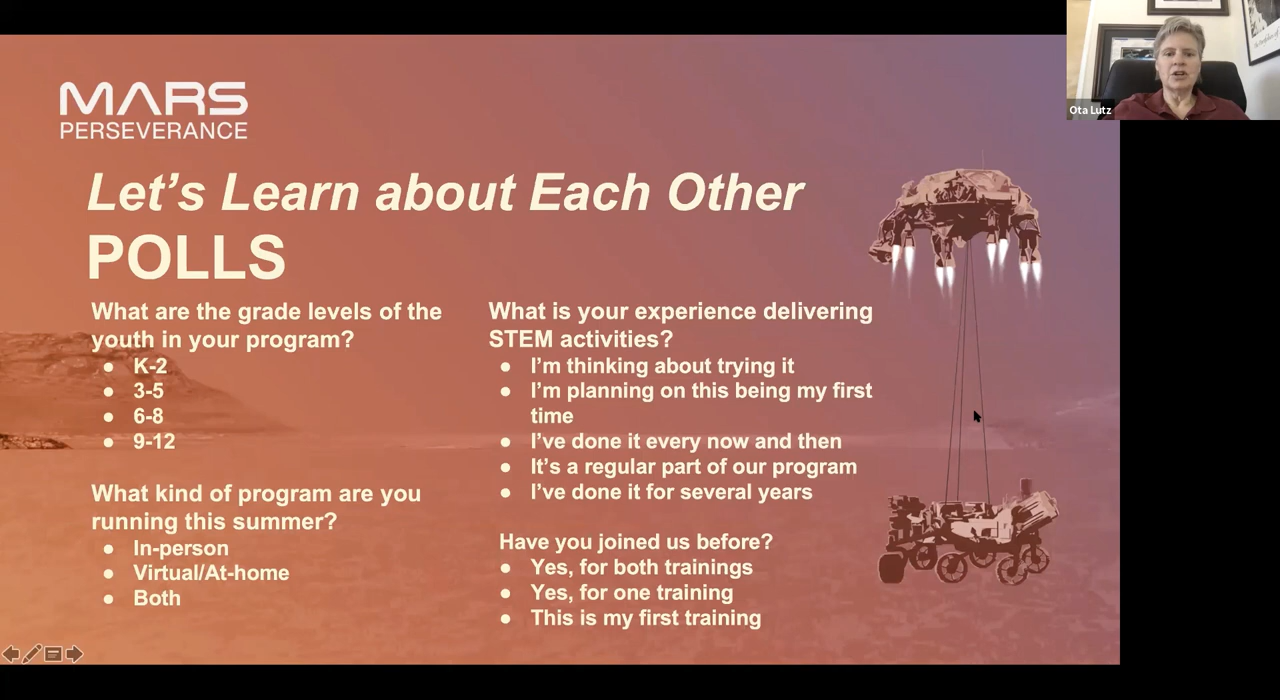 MARS
PERSEVERANCE
Let's Learn about Each Other
POLLS
What are the grade levels of the
youth in your program?
● K-2
● 3-5
● 6-8
● 9-12
What kind of program are you
running this summer?
● In-person
● Virtual/At-home
● Both
What is your experience delivering
STEM activities?
● I'm thinking about trying it
● I'm planning on this being my first
time
● I've done it every now and then
● It's a regular part of our program
● I've done it for several years
Have you joined us before?
● Yes, for both trainings
● Yes, for one training
● This is my first training
Ota Lutz